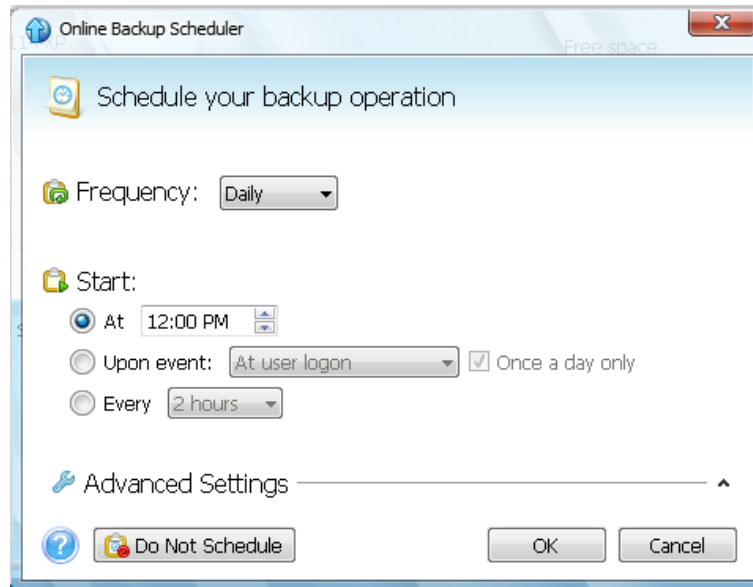 Online Backup Scheduler
Free space
Schedule your backup operation
Frequency: Daily
Start:
At 12:00 PM
Upon event: At user logon Once a day only
Every 2 hours
Advanced Settings
Do Not Schedule OK Cancel